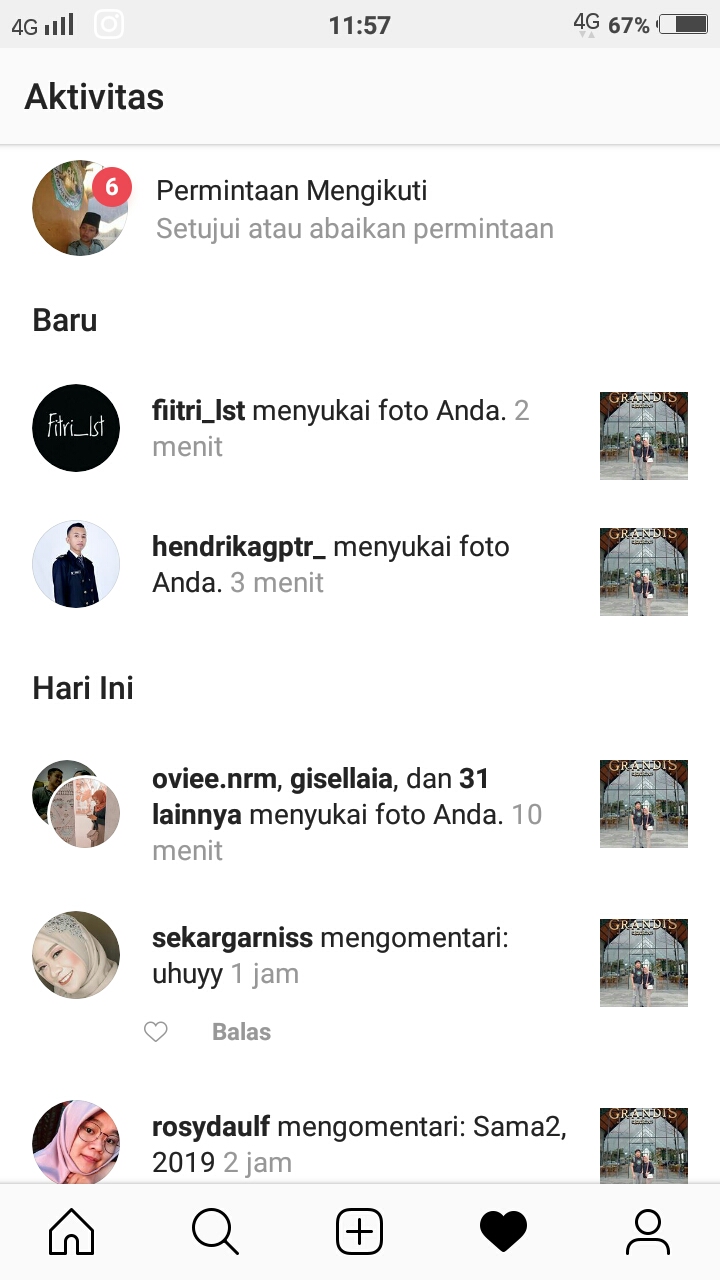 4G 11:57 4G 67%
Aktivitas
6
Permintaan Mengikuti
Setujui atau abaikan permintaan
Baru
Fitri_lst
fiitri_lst menyukai foto Anda. 2
menit
GRANDIS
hendrikagptr_ menyukai foto
Anda. 3 menit
GRANDIS
Hari Ini
oviee.nrm, gisellaia, dan 31
lainnya menyukai foto Anda. 10
menit
GRANDIS
sekargarniss mengomentari:
uhuyy 1 jam
GRANDIS
Balas
rosydaulf mengomentari: Sama2,
2019 2 jam
GRANDIS